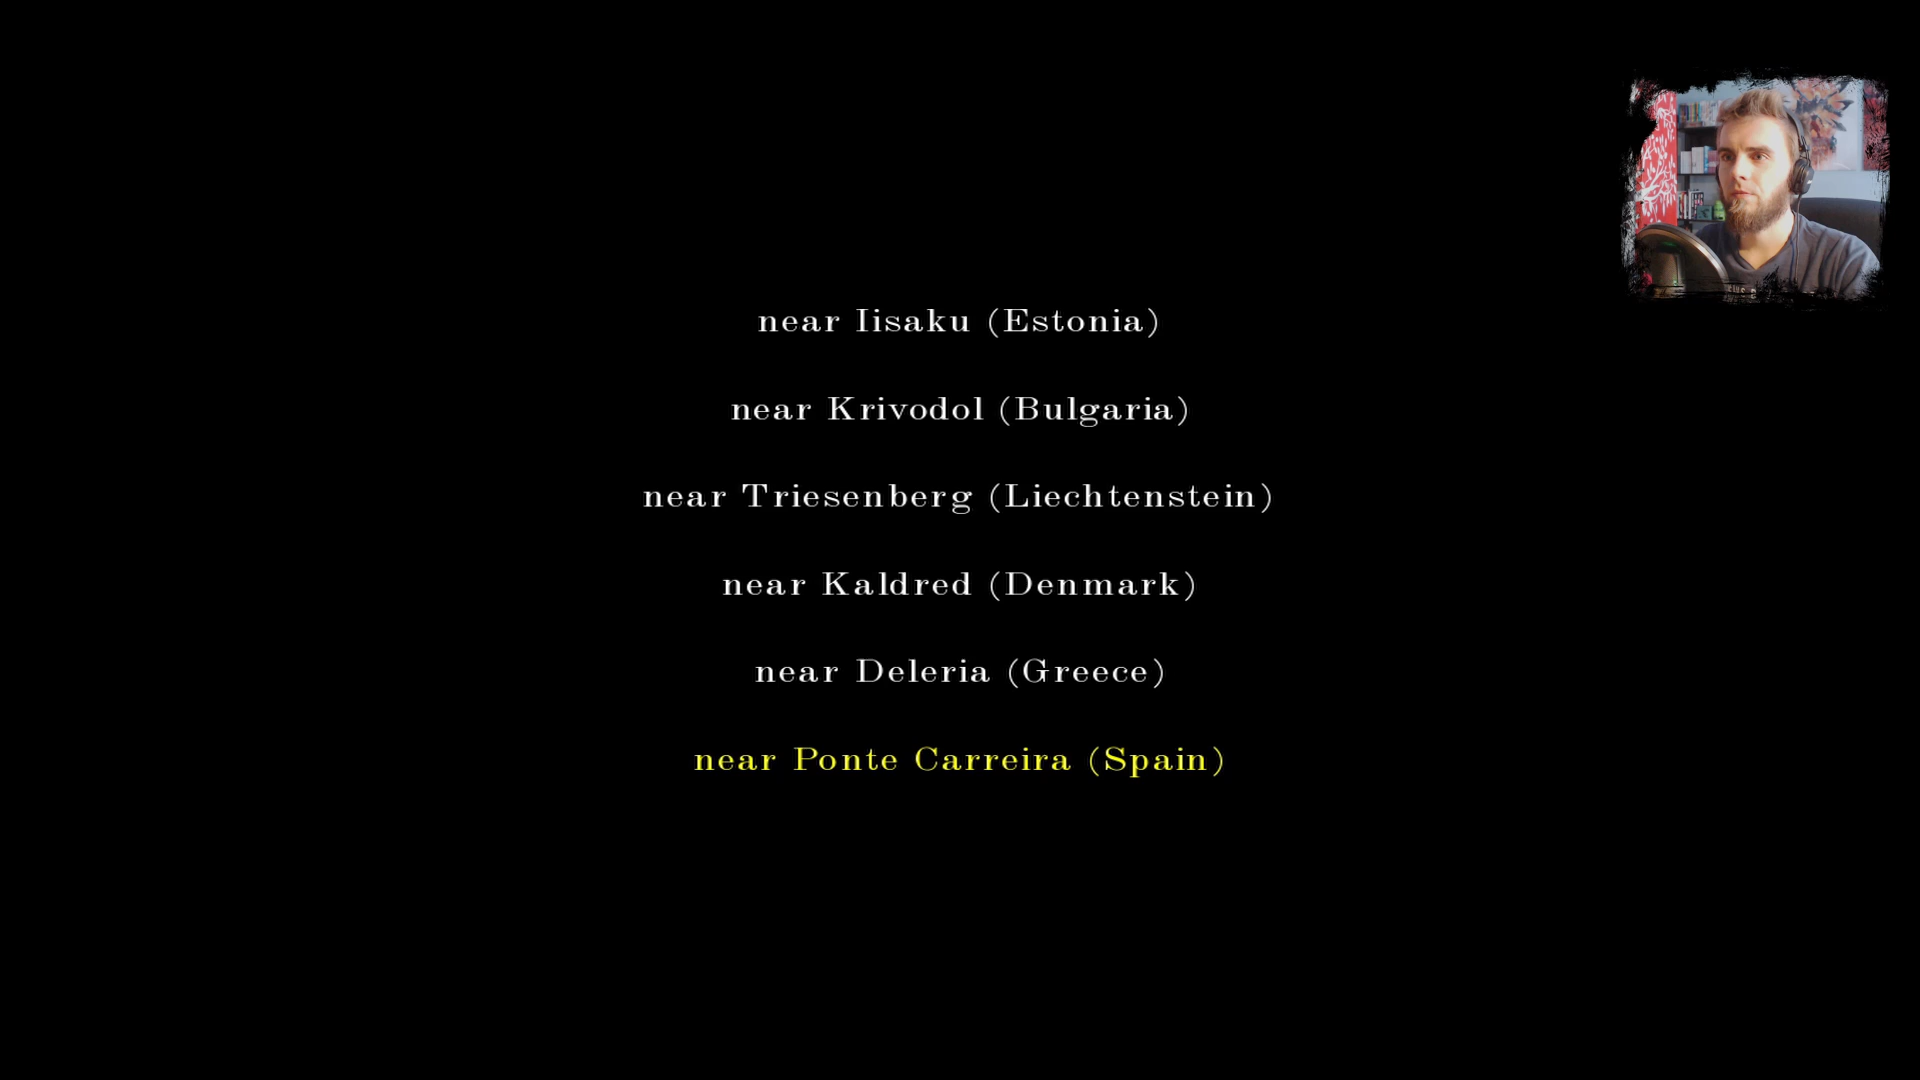 near Iisaku (Estonia)
near Krivodol (Bulgaria)
near Triesenberg (Liechtenstein)
near Kaldred (Denmark)
near Deleria (Greece)
near Ponte Carreira (Spain)